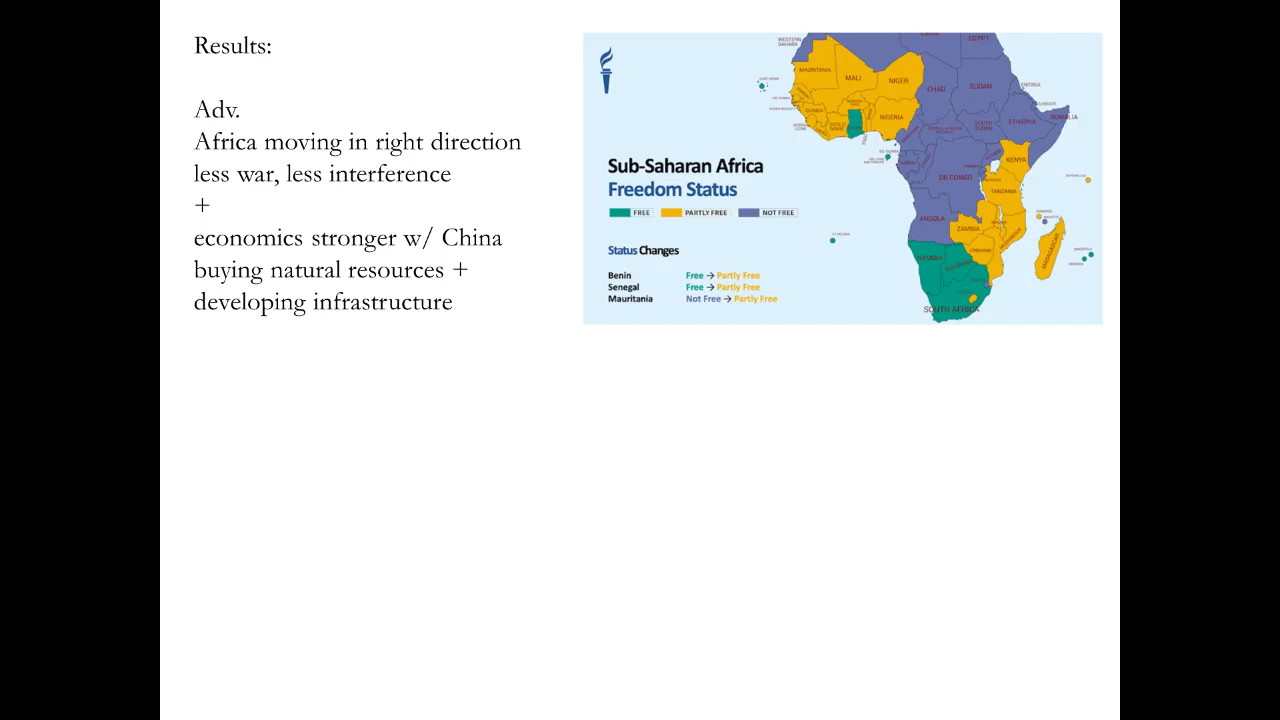 Results:
Adv.
Africa moving in right direction
less war, less interference
+
economics stronger w/ China
buying natural resources +
developing infrastructure
Sub-Saharan Africa
Freedom Status
FREE
PARTLY FREE
NOT FREE
Status Changes
Benin Free → Partly Free
Senegal Free → Partly Free
Mauritania Not Free → Partly Free
WESTERN
SAHARA
EGYPT
MAURITANIA
MALI
NIGER
CHAD
SUDAN
ERITREA
NIGERIA
ETHIOPIA
SOMALIA
SOUTH
SUDAN
GUINEA
KENYA
DR CONGO
TANZANIA
ANGOLA
ZAMBIA
MADAGASCAR
NAMIBIA
SOUTH AFRICA